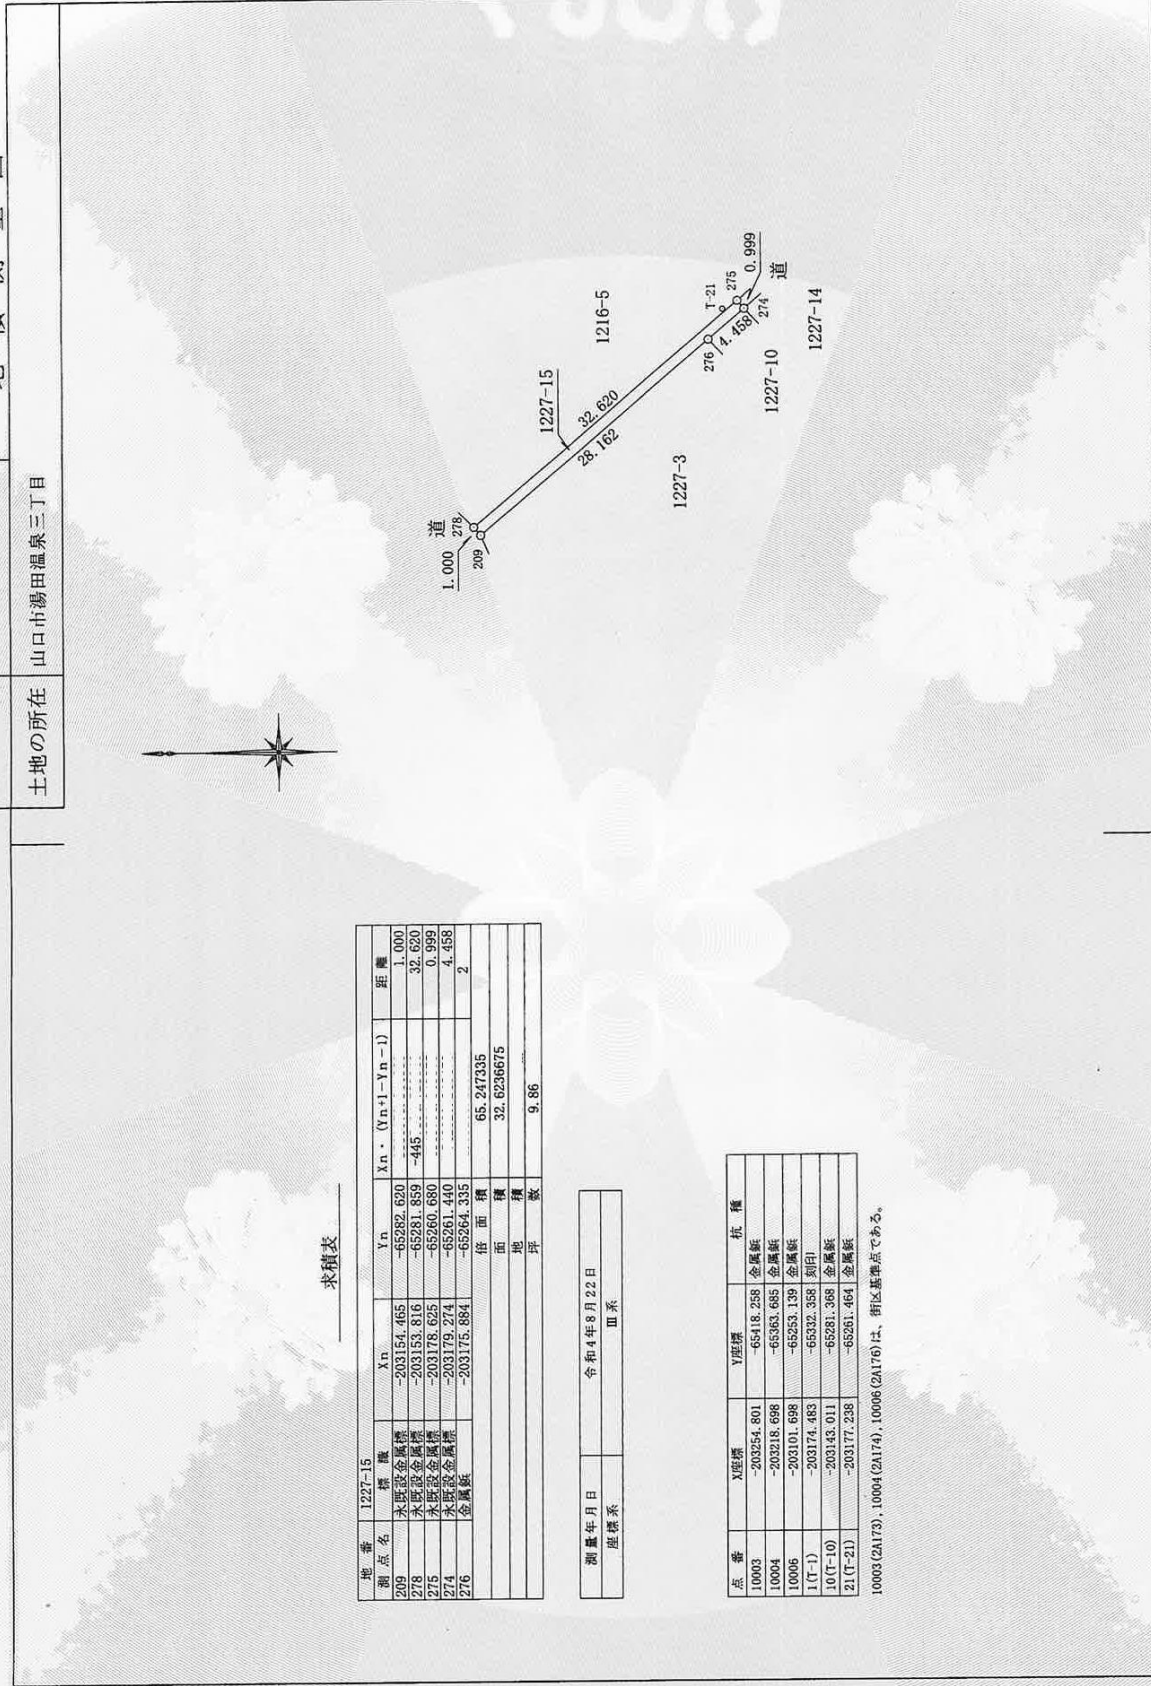 土地の所在 山口市湯田温泉三丁目
求積表
地番 1227-15
測点名 標識 Xn Yn Xn・(Yn+1-Yn-1) 距離
209 永既設金属標 -203154.465 -65282.620 1.000
278 永既設金属標 -203153.816 -65281.859 -445 32.620
275 永既設金属標 -203178.625 -65260.680 0.999
274 永既設金属標 -203179.274 -65261.440 4.458
276 金属鋲 -203175.884 -65264.335 2
倍面積 65.247335
面積 32.6236675
地積
坪数 9.86
測量年月日 令和4年8月22日
座標系 Ⅲ系
点番 X座標 Y座標 杭種
10003 -203254.801 -65418.258 金属鋲
10004 -203218.698 -65363.685 金属鋲
10006 -203101.698 -65253.139 金属鋲
1(T-1) -203174.483 -65332.358 刻印
10(T-10) -203143.011 -65281.368 金属鋲
21(T-21) -203177.238 -65261.464 金属鋲
10003(2A173),10004(2A174),10006(2A176)は、街区基準点である。
道
1.000
278
209
1227-15
1216-5
32.620
28.162
1227-3
T-21
275
276
4.458
0.999
274
道
1227-10
1227-14